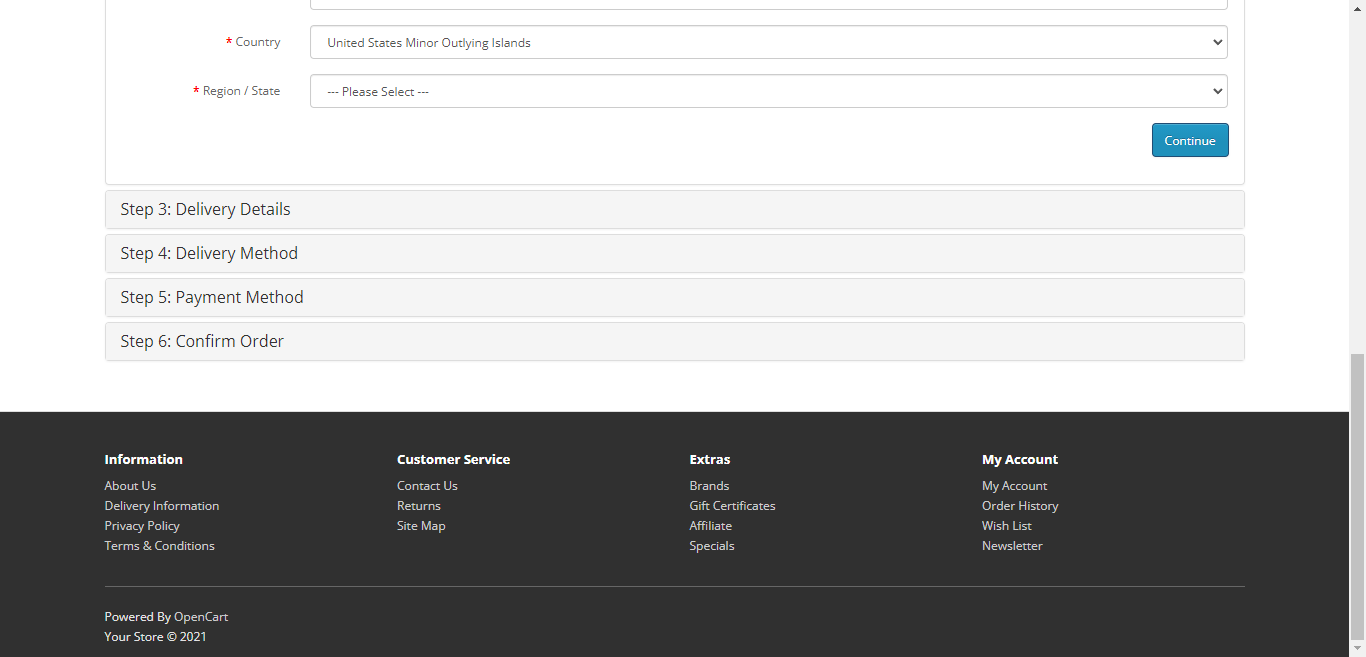 * Country
United States Minor Outlying Islands
* Region / State
--- Please Select ---
Continue
Step 3: Delivery Details
Step 4: Delivery Method
Step 5: Payment Method
Step 6: Confirm Order
Information
About Us
Delivery Information
Privacy Policy
Terms & Conditions
Customer Service
Contact Us
Returns
Site Map
Extras
Brands
Gift Certificates
Affiliate
Specials
My Account
My Account
Order History
Wish List
Newsletter
Powered By OpenCart
Your Store © 2021